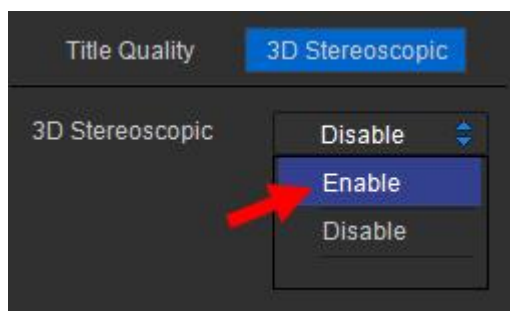 Title Quality 3D Stereoscopic
3D Stereoscopic Disable
Enable
Disable